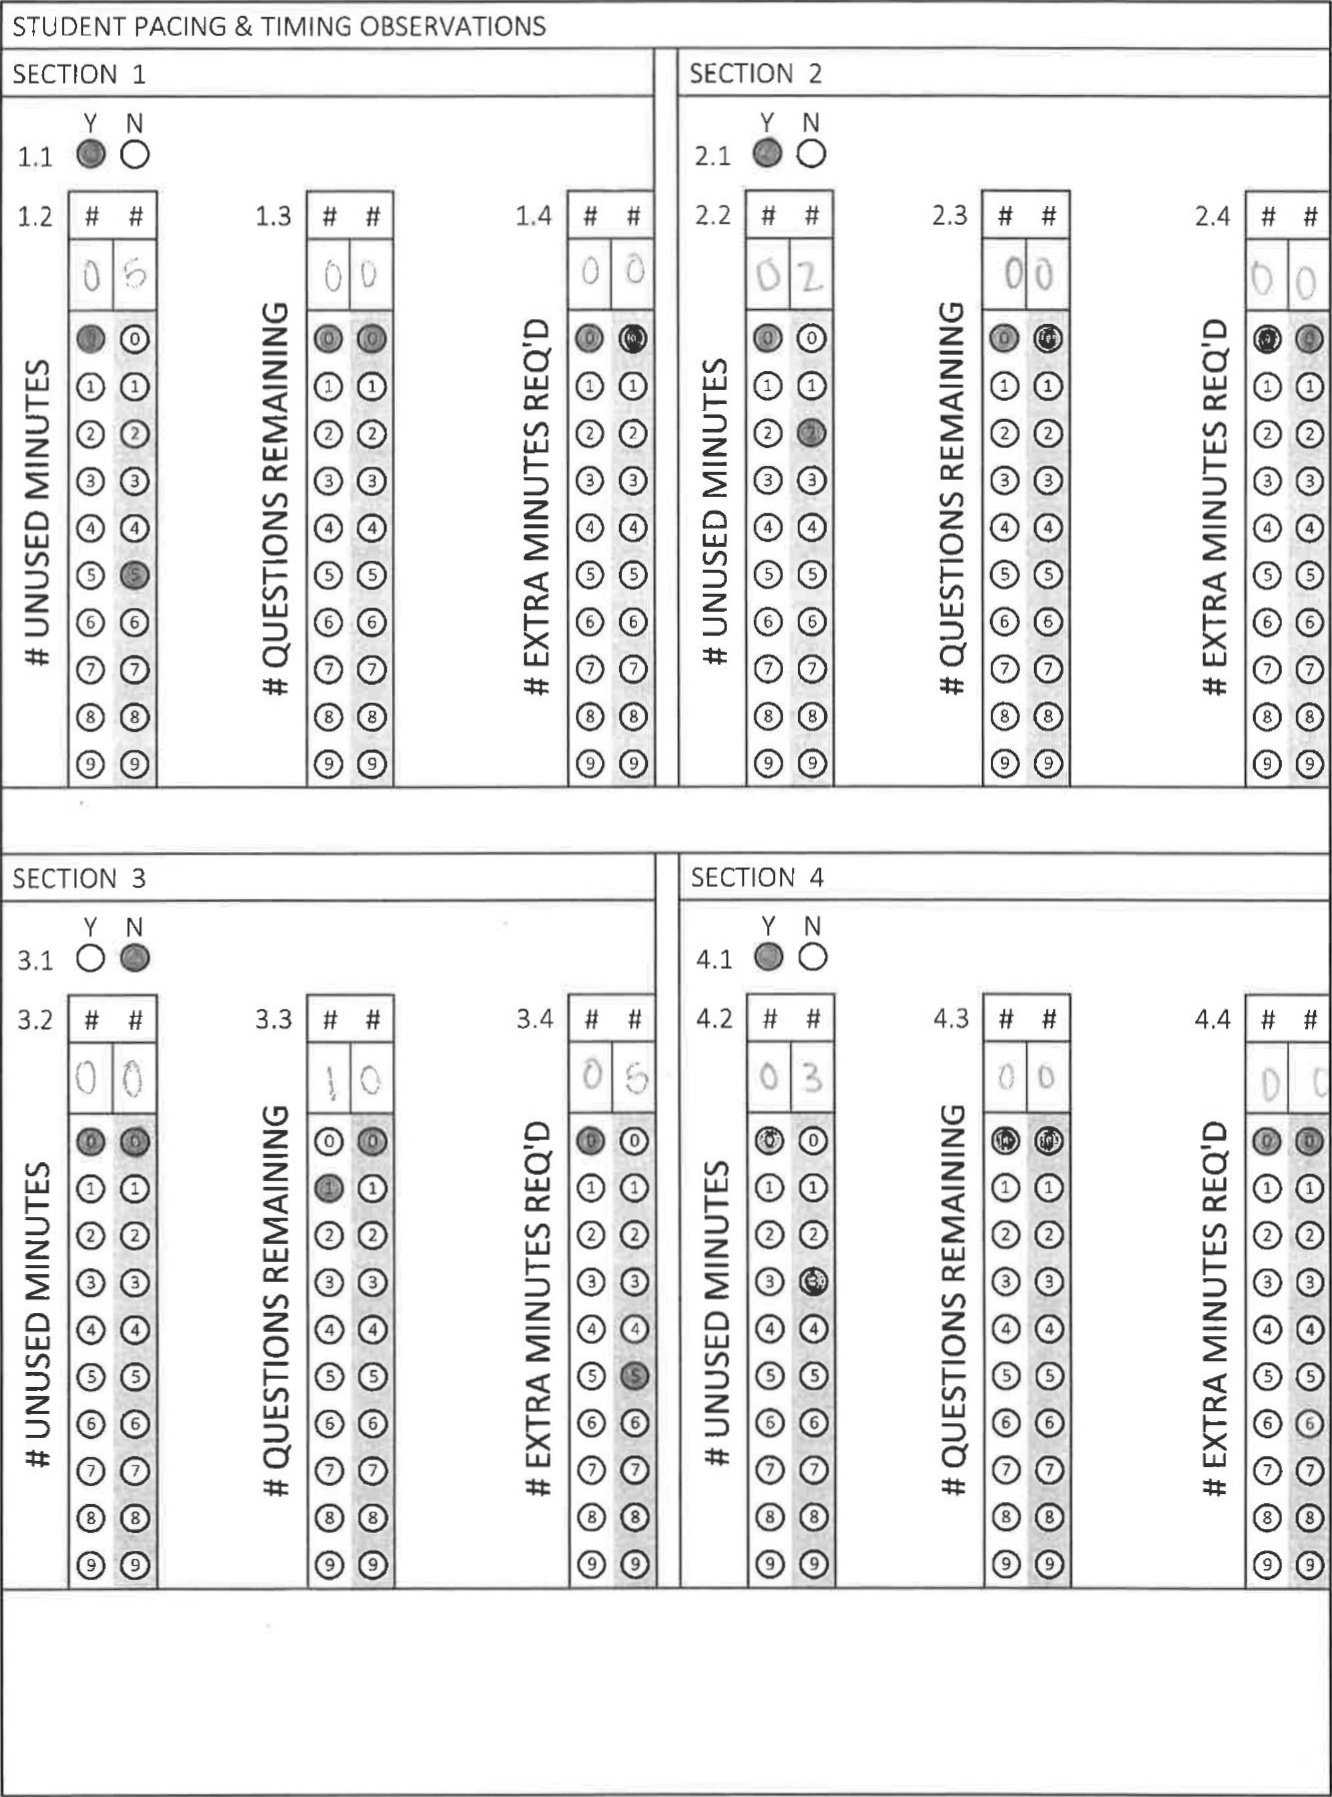 STUDENT PACING & TIMING OBSERVATIONS
SECTION 1
SECTION 2
Y N
1.1
Y N
2.1
1.2 # # 1.3 # # 1.4 # # 2.2 # # 2.3 # # 2.4 # #
0 5 0 0 0 0 0 2 0 0 0 0
# UNUSED MINUTES
# QUESTIONS REMAINING
# EXTRA MINUTES REQ'D
# UNUSED MINUTES
# QUESTIONS REMAINING
# EXTRA MINUTES REQ'D
0 0 0 0 0 0 0 0 0 0 0 0
1 1 1 1 1 1 1 1 1 1 1 1
2 2 2 2 2 2 2 2 2 2 2 2
3 3 3 3 3 3 3 3 3 3 3 3
4 4 4 4 4 4 4 4 4 4 4 4
5 5 5 5 5 5 5 5 5 5 5 5
6 6 6 6 6 6 6 6 6 6 6 6
7 7 7 7 7 7 7 7 7 7 7 7
8 8 8 8 8 8 8 8 8 8 8 8
9 9 9 9 9 9 9 9 9 9 9 9
SECTION 3
SECTION 4
Y N
3.1
Y N
4.1
3.2 # # 3.3 # # 3.4 # # 4.2 # # 4.3 # # 4.4 # #
0 0 1 0 0 5 0 3 0 0 0 0
# UNUSED MINUTES
# QUESTIONS REMAINING
# EXTRA MINUTES REQ'D
# UNUSED MINUTES
# QUESTIONS REMAINING
# EXTRA MINUTES REQ'D
0 0 0 0 0 0 0 0 0 0 0 0
1 1 1 1 1 1 1 1 1 1 1 1
2 2 2 2 2 2 2 2 2 2 2 2
3 3 3 3 3 3 3 3 3 3 3 3
4 4 4 4 4 4 4 4 4 4 4 4
5 5 5 5 5 5 5 5 5 5 5 5
6 6 6 6 6 6 6 6 6 6 6 6
7 7 7 7 7 7 7 7 7 7 7 7
8 8 8 8 8 8 8 8 8 8 8 8
9 9 9 9 9 9 9 9 9 9 9 9